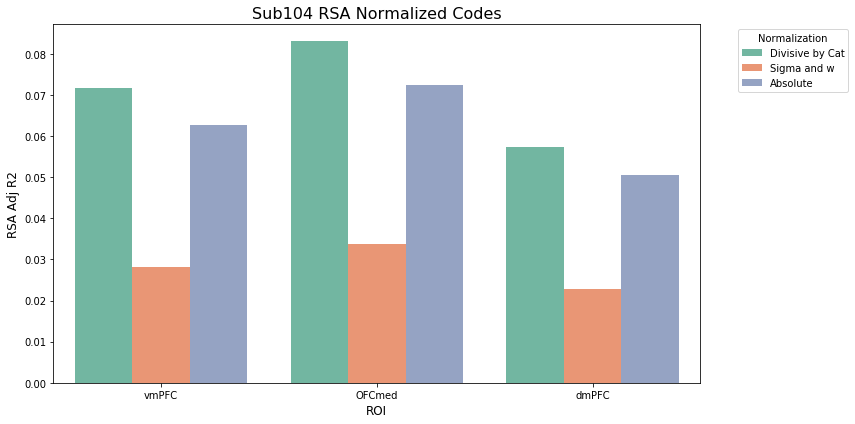 Sub104 RSA Normalized Codes
Normalization
Divisive by Cat
Sigma and w
Absolute
RSA Adj R2
0.08
0.07
0.06
0.05
0.04
0.03
0.02
0.01
0.00
vmPFC OFCmed dmPFC
ROI